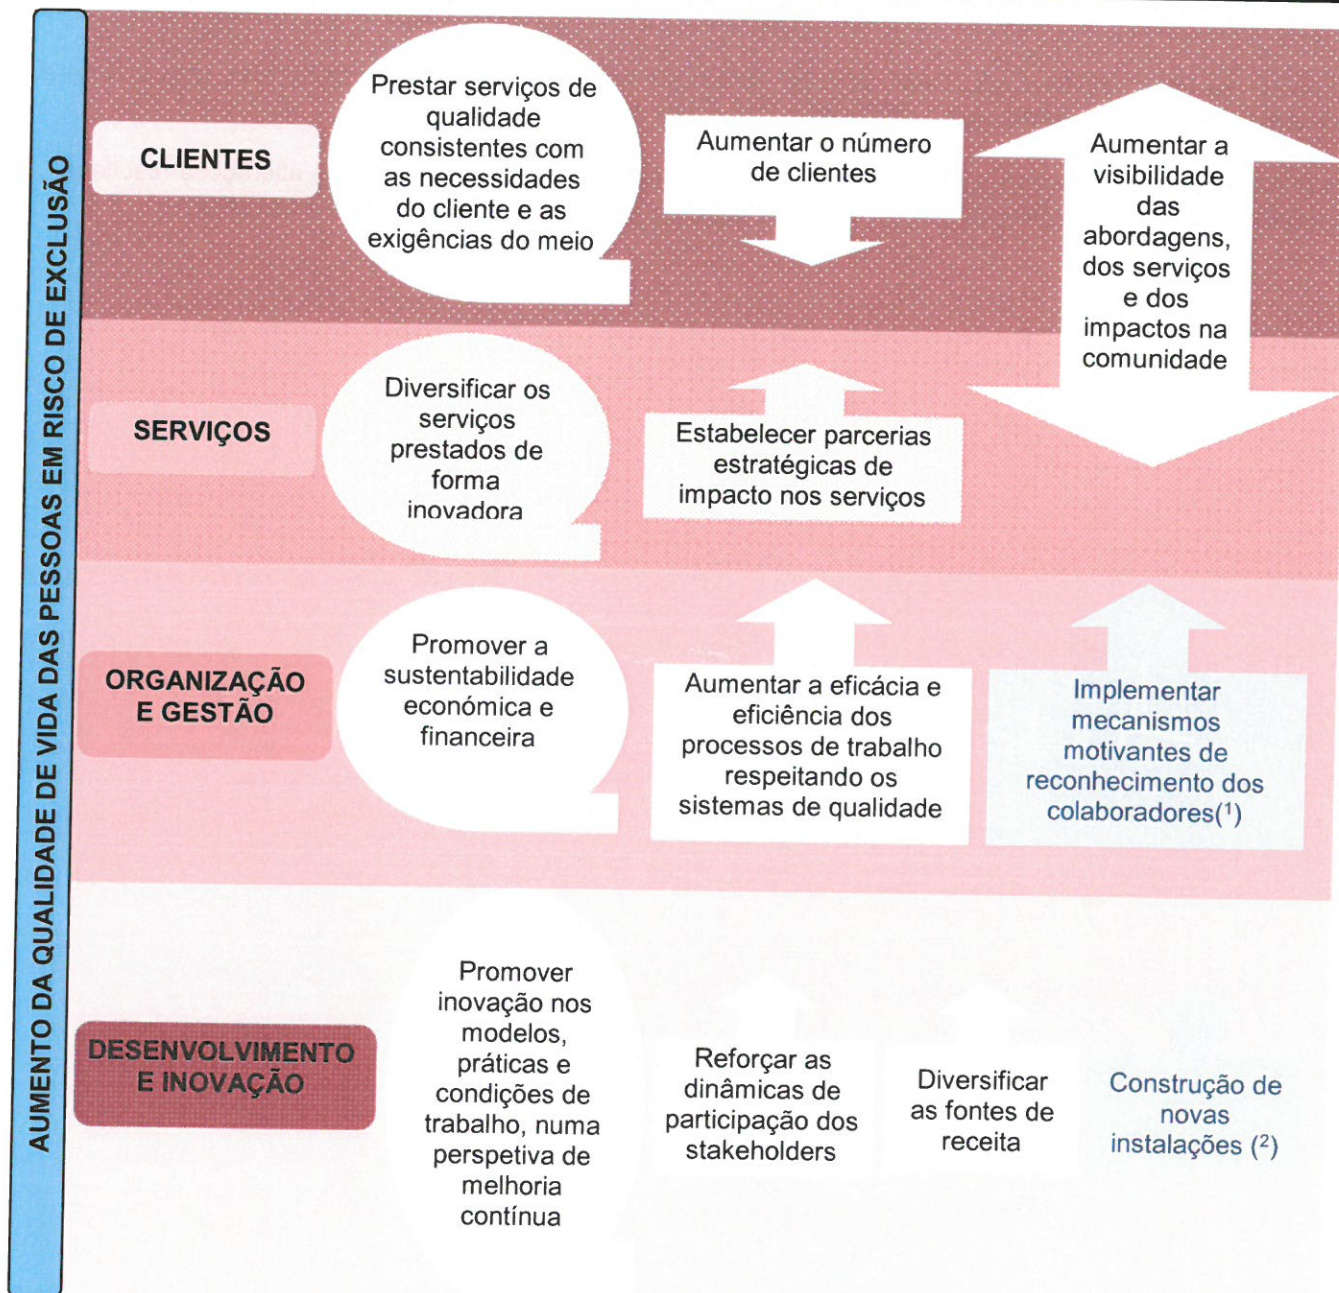 AUMENTO DA QUALIDADE DE VIDA DAS PESSOAS EM RISCO DE EXCLUSÃO
CLIENTES
Prestar serviços de
qualidade
consistentes com
as necessidades
do cliente e as
exigências do meio
Aumentar o número
de clientes
Aumentar a
visibilidade
das
abordagens,
dos serviços
e dos
impactos na
comunidade
SERVIÇOS
Diversificar os
serviços
prestados de
forma
inovadora
Estabelecer parcerias
estratégicas de
impacto nos serviços
ORGANIZAÇÃO
E GESTÃO
Promover a
sustentabilidade
económica e
financeira
Aumentar a eficácia e
eficiência dos
processos de trabalho
respeitando os
sistemas de qualidade
Implementar
mecanismos
motivantes de
reconhecimento dos
colaboradores(¹)
DESENVOLVIMENTO
E INOVAÇÃO
Promover
inovação nos
modelos,
práticas e
condições de
trabalho, numa
perspetiva de
melhoria
contínua
Reforçar as
dinâmicas de
participação dos
stakeholders
Diversificar
as fontes de
receita
Construção de
novas
instalações (²)